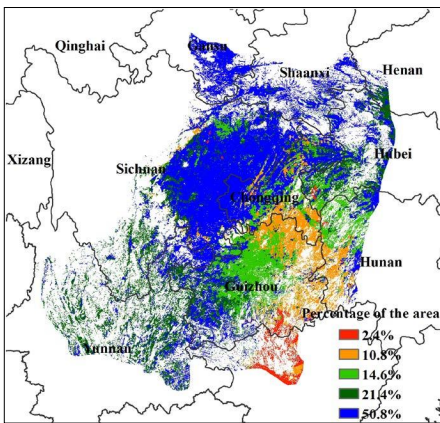 Qinghai
Gansu
Shaanxi
Henan
Xizang
Sichuan
Hubei
Chongqing
Hunan
Guizhou
Yunnan
Percentage of the area
2.4%
10.8%
14.6%
21.4%
50.8%